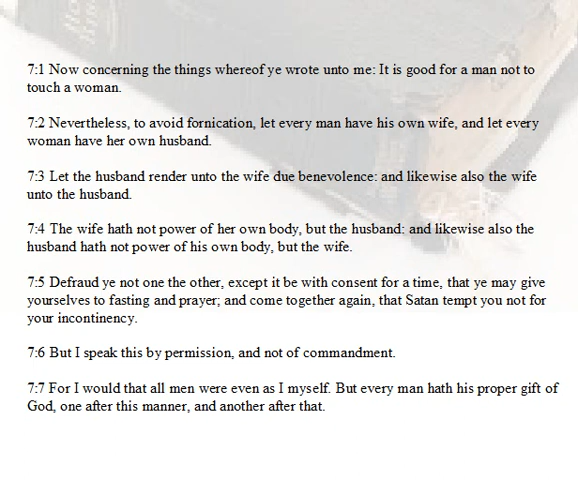 7:1 Now concerning the things whereof ye wrote unto me: It is good for a man not to
touch a woman.
7:2 Nevertheless, to avoid fornication, let every man have his own wife, and let every
woman have her own husband.
7:3 Let the husband render unto the wife due benevolence: and likewise also the wife
unto the husband.
7:4 The wife hath not power of her own body, but the husband: and likewise also the
husband hath not power of his own body, but the wife.
7:5 Defraud ye not one the other, except it be with consent for a time, that ye may give
yourselves to fasting and prayer; and come together again, that Satan tempt you not for
your incontinency.
7:6 But I speak this by permission, and not of commandment.
7:7 For I would that all men were even as I myself. But every man hath his proper gift of
God, one after this manner, and another after that.